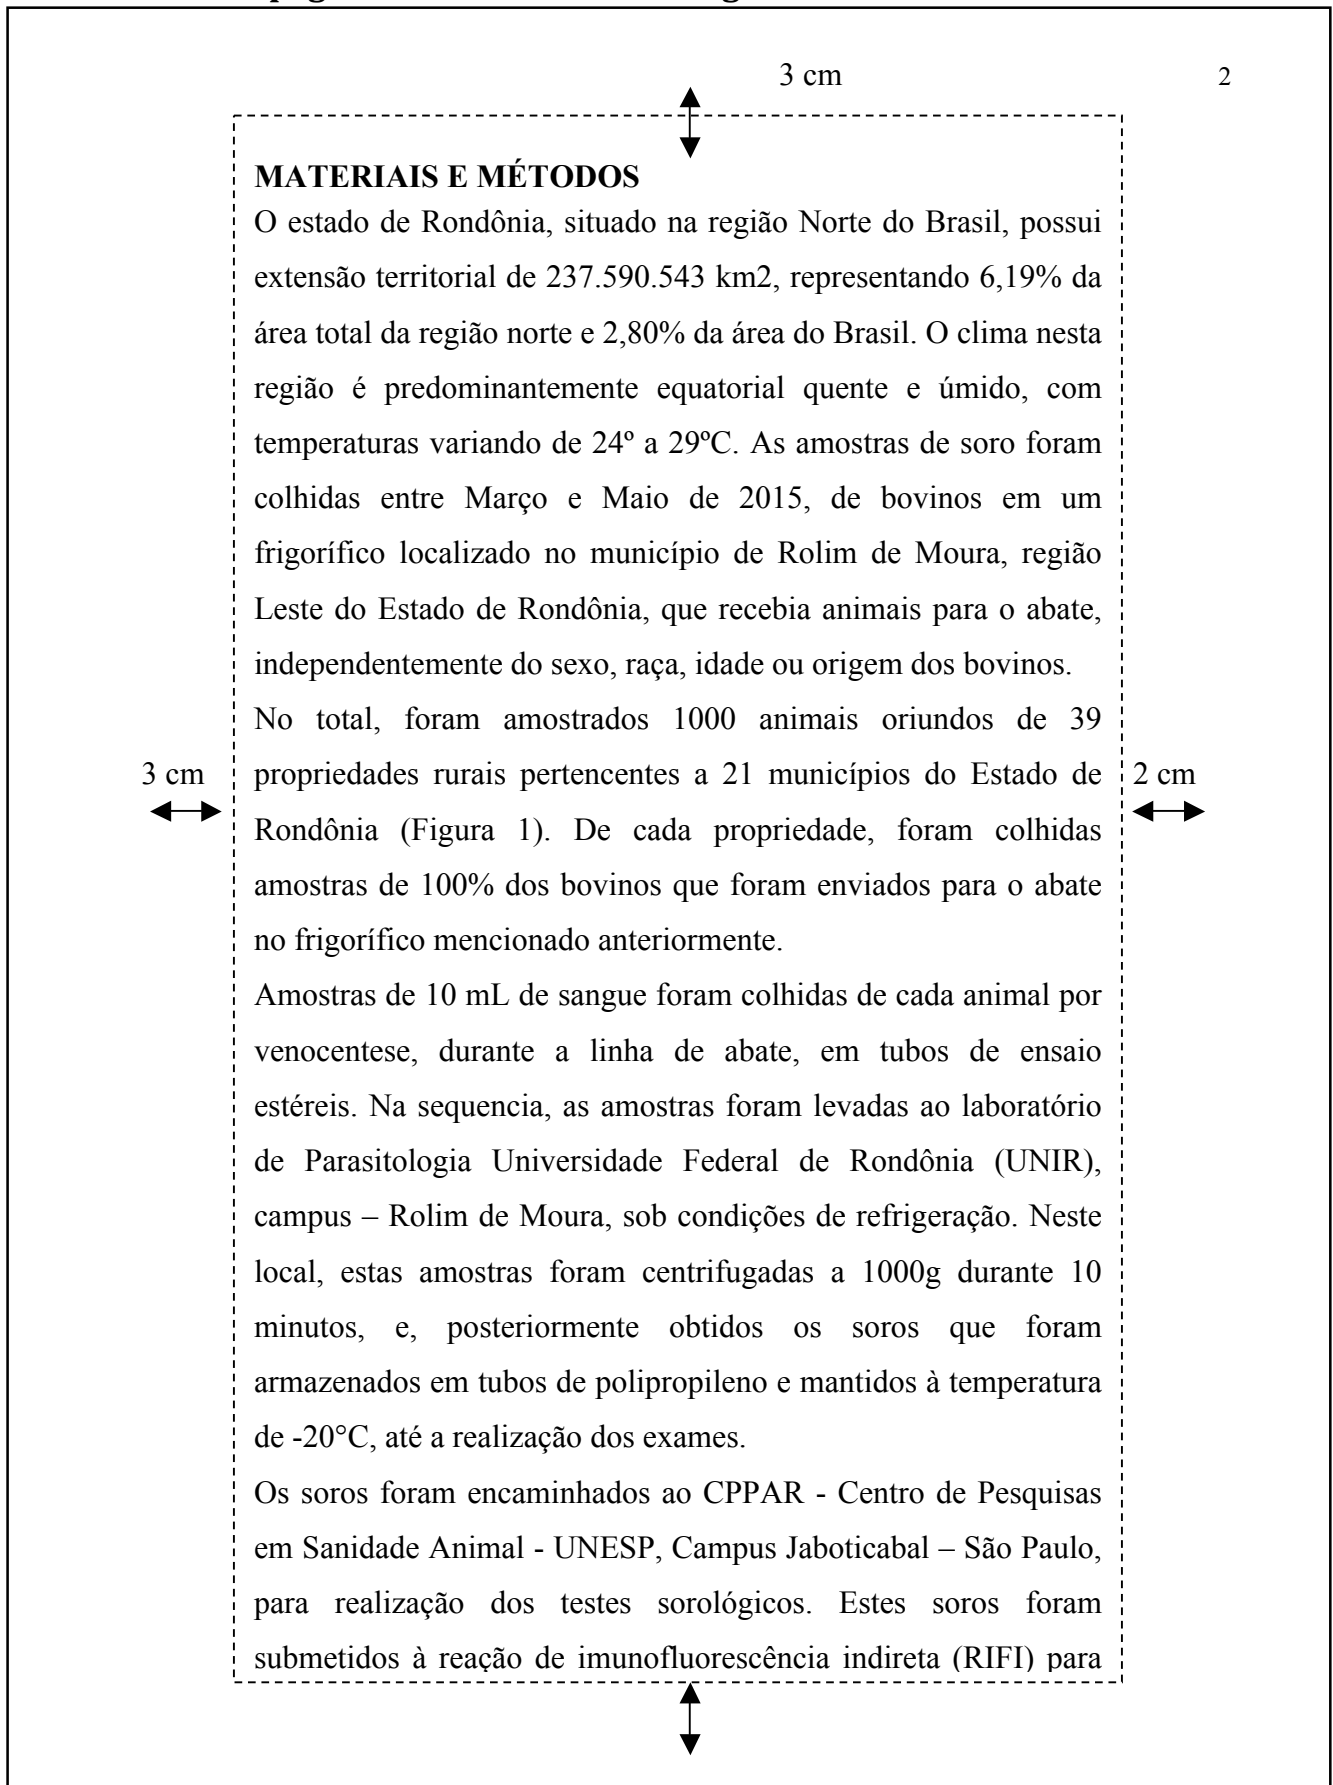 3 cm 2
MATERIAIS E MÉTODOS
O estado de Rondônia, situado na região Norte do Brasil, possui
extensão territorial de 237.590.543 km2, representando 6,19% da
área total da região norte e 2,80% da área do Brasil. O clima nesta
região é predominantemente equatorial quente e úmido, com
temperaturas variando de 24º a 29ºC. As amostras de soro foram
colhidas entre Março e Maio de 2015, de bovinos em um
frigorífico localizado no município de Rolim de Moura, região
Leste do Estado de Rondônia, que recebia animais para o abate,
independentemente do sexo, raça, idade ou origem dos bovinos.
No total, foram amostrados 1000 animais oriundos de 39
3 cm propriedades rurais pertencentes a 21 municípios do Estado de 2 cm
Rondônia (Figura 1). De cada propriedade, foram colhidas
amostras de 100% dos bovinos que foram enviados para o abate
no frigorífico mencionado anteriormente.
Amostras de 10 mL de sangue foram colhidas de cada animal por
venocentese, durante a linha de abate, em tubos de ensaio
estéreis. Na sequencia, as amostras foram levadas ao laboratório
de Parasitologia Universidade Federal de Rondônia (UNIR),
campus – Rolim de Moura, sob condições de refrigeração. Neste
local, estas amostras foram centrifugadas a 1000g durante 10
minutos, e, posteriormente obtidos os soros que foram
armazenados em tubos de polipropileno e mantidos à temperatura
de -20°C, até a realização dos exames.
Os soros foram encaminhados ao CPPAR - Centro de Pesquisas
em Sanidade Animal - UNESP, Campus Jaboticabal – São Paulo,
para realização dos testes sorológicos. Estes soros foram
submetidos à reação de imunofluorescência indireta (RIFI) para